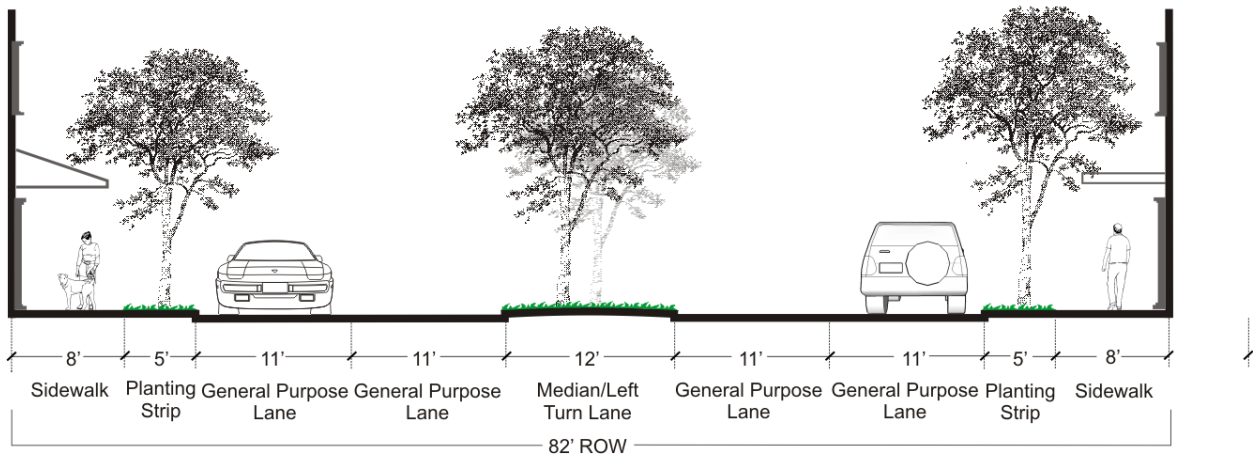 8' 5' 11' 11' 12' 11' 11' 5' 8'
Sidewalk Planting General Purpose General Purpose Median/Left General Purpose General Purpose Planting Sidewalk
Strip Lane Lane Turn Lane Lane Lane Strip
82' ROW